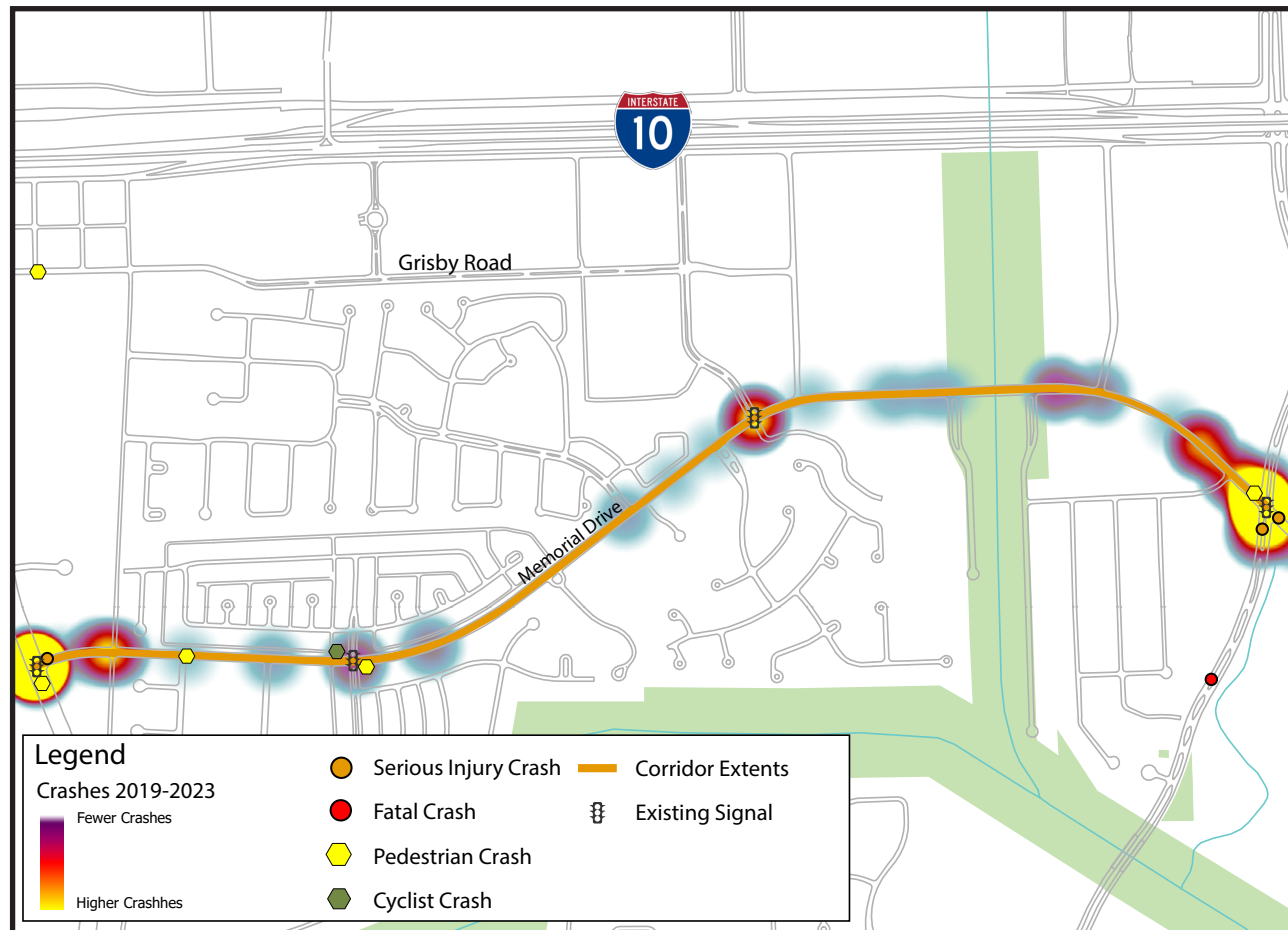 INTERSTATE
10
Grisby Road
Memorial Drive
Legend
Crashes 2019-2023
Fewer Crashes
Higher Crashhes
Serious Injury Crash
Fatal Crash
Pedestrian Crash
Cyclist Crash
Corridor Extents
Existing Signal